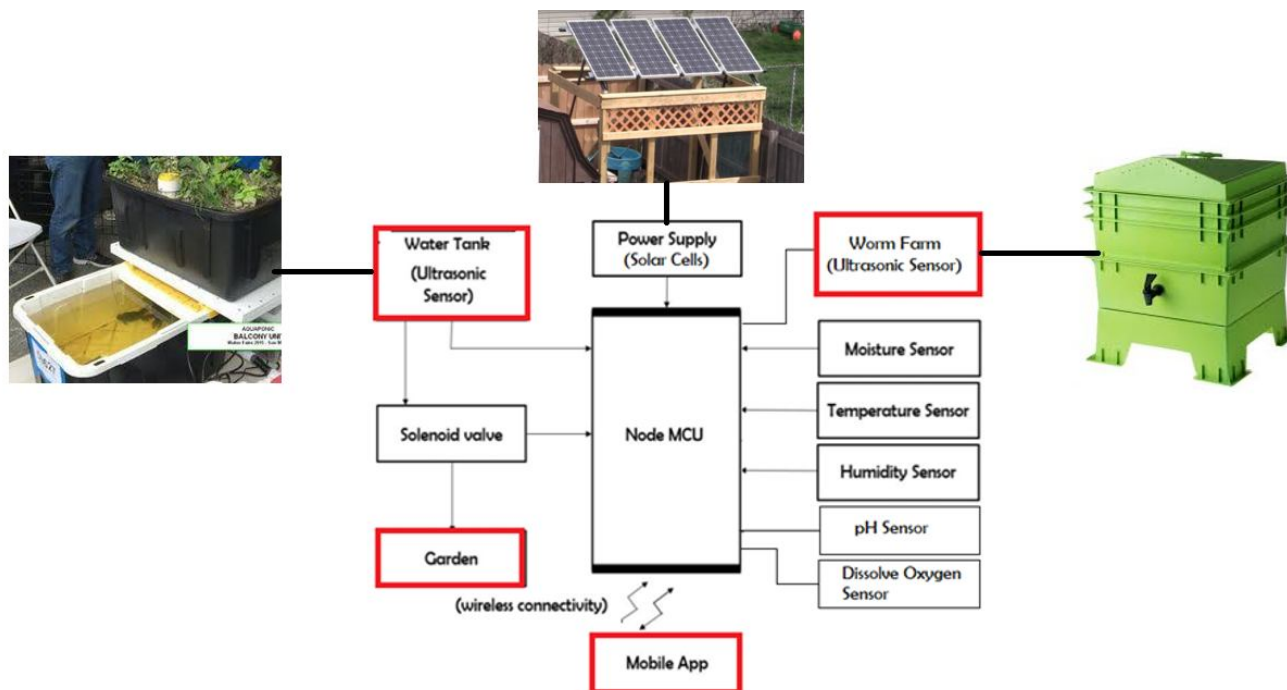 Power Supply
(Solar Cells)
Water Tank
(Ultrasonic
Sensor)
Worm Farm
(Ultrasonic Sensor)
AQUAPONIC
BALCONY UNI
Moisture Sensor
Temperature Sensor
Solenoid valve
Node MCU
Humidity Sensor
pH Sensor
Garden
Dissolve Oxygen
Sensor
(wireless connectivity)
Mobile App